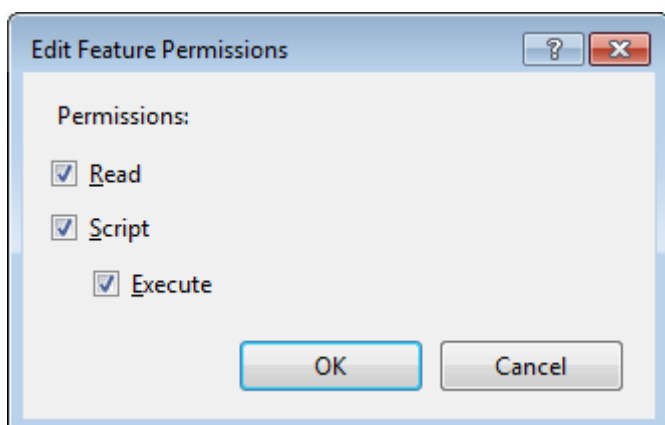 Edit Feature Permissions
?
Permissions:
Read
Script
Execute
OK
Cancel